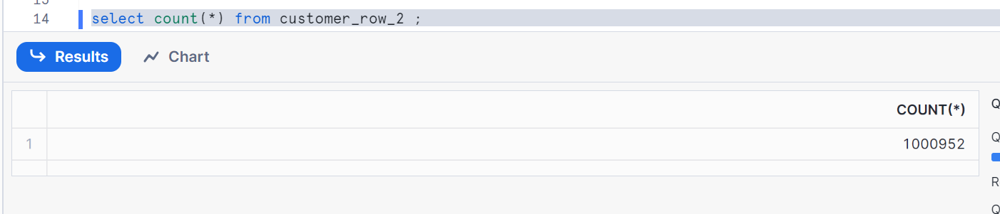 14 select count(*) from customer_row_2 ;
Results Chart
COUNT(*)
1 1000952